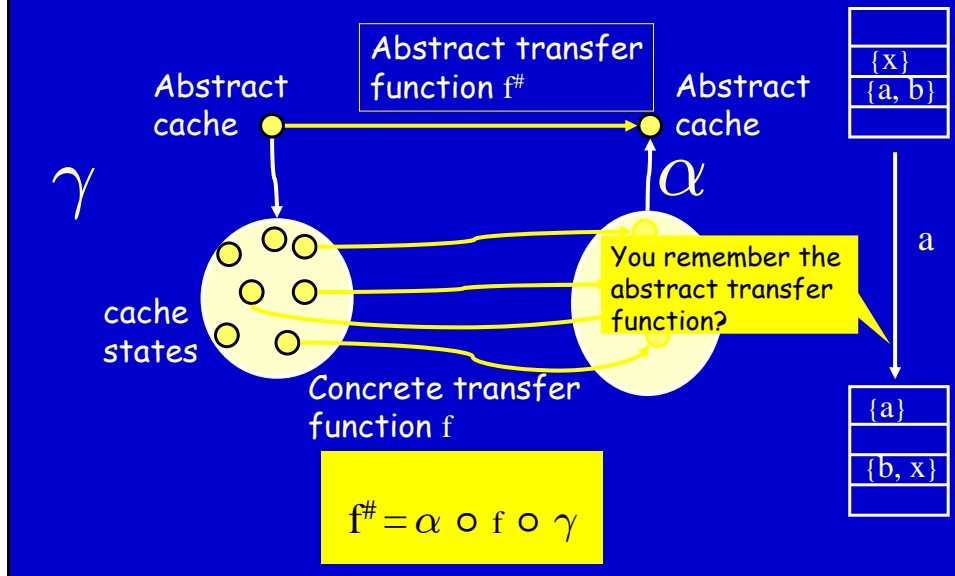 Abstract transfer
function f#
Abstract
cache
Abstract
cache
γ
α
cache
states
You remember the
abstract transfer
function?
Concrete transfer
function f
f# = α o f o γ
{x}
{a, b}
a
{a}
{b, x}